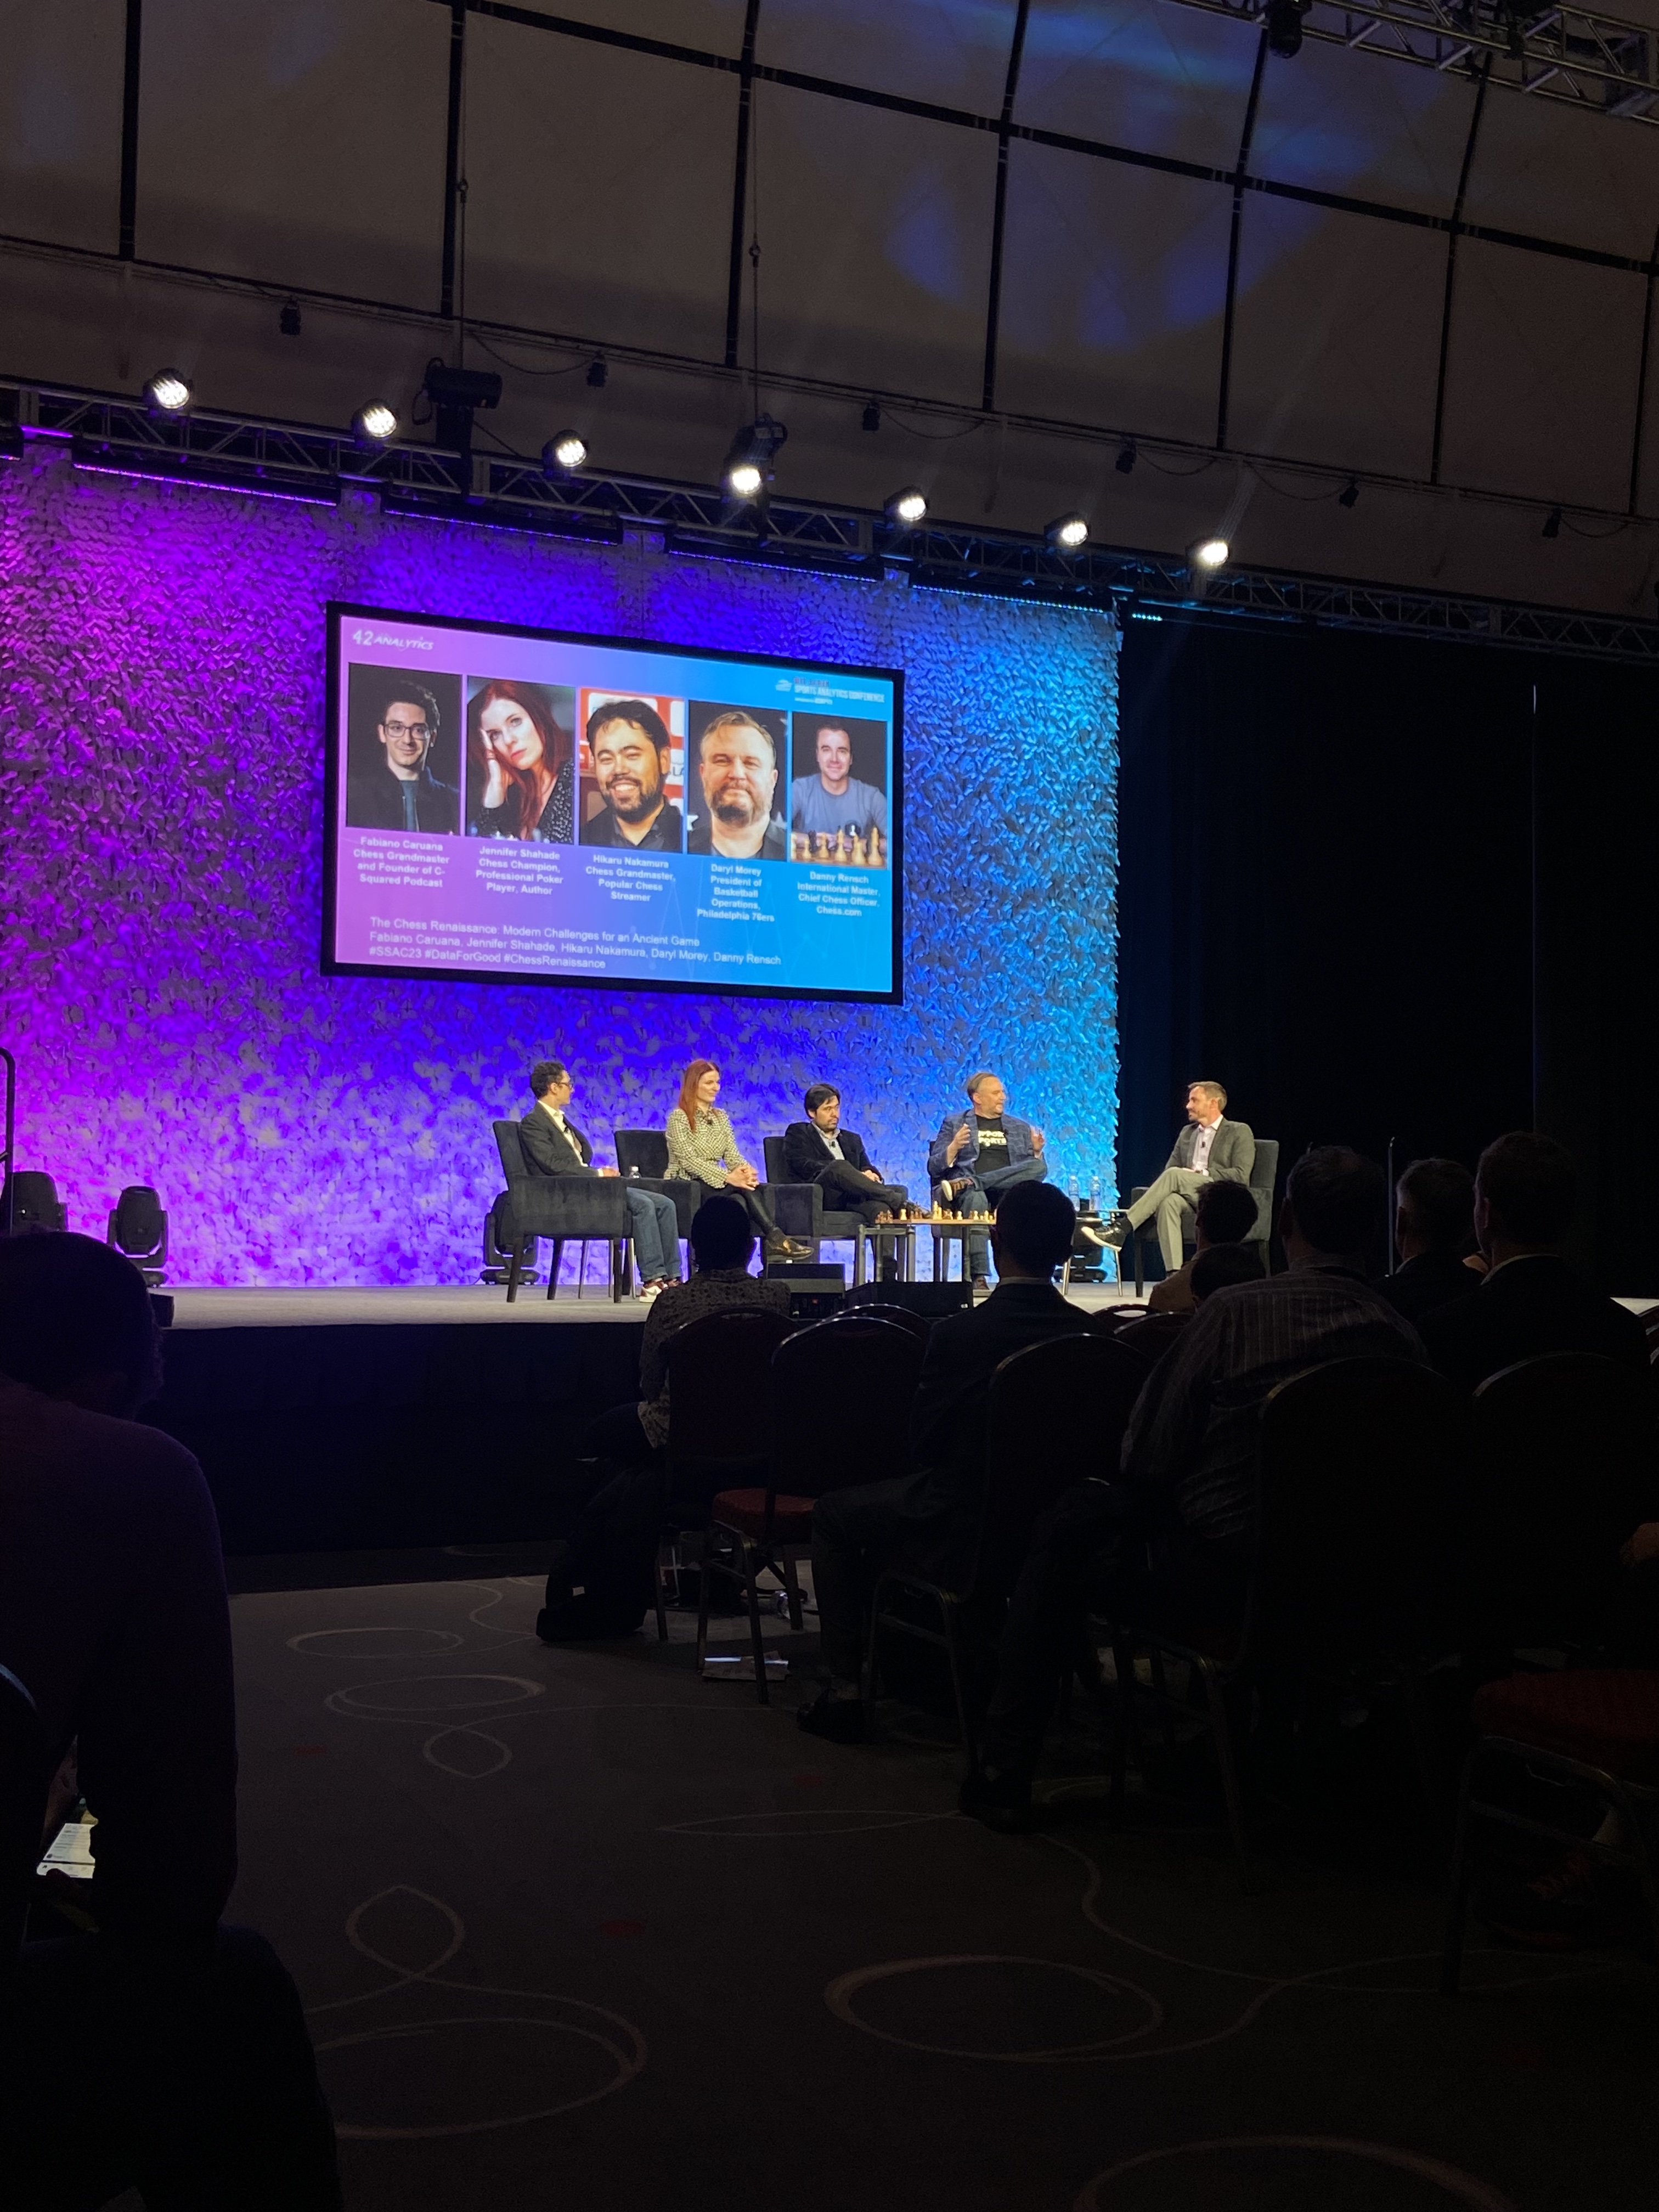 42 ANALYTICS
SPORTS ANALYTICS CONFERENCE
Fabiano Caruana
Chess Grandmaster
and Founder of C-
Squared Podcast
Jennifer Shahade
Chess Champion,
Professional Poker
Player, Author
Hikaru Nakamura
Chess Grandmaster,
Popular Chess
Streamer
Daryl Morey
President of
Basketball
Operations,
Philadelphia 76ers
Danny Rensch
International Master,
Chief Chess Officer,
Chess.com
The Chess Renaissance: Modern Challenges for an Ancient Game
Fabiano Caruana, Jennifer Shahade, Hikaru Nakamura, Daryl Morey, Danny Rensch
#SSAC23 #DataForGood #ChessRenaissance